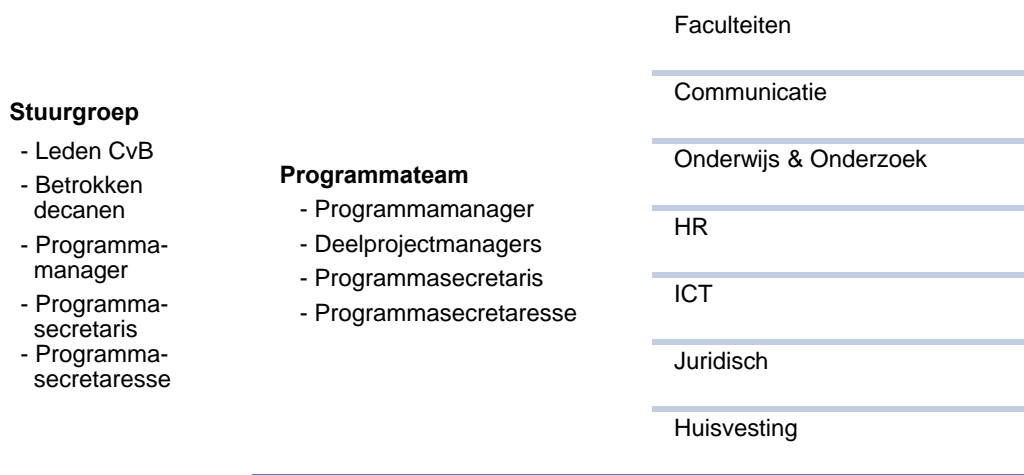 Stuurgroep
- Leden CvB
- Betrokken
decanen
- Programma-
manager
- Programma-
secretaris
- Programma-
secretaresse
Programmateam
- Programmamanager
- Deelprojectmanagers
- Programmasecretaris
- Programmasecretaresse
Faculteiten
Communicatie
Onderwijs & Onderzoek
HR
ICT
Juridisch
Huisvesting